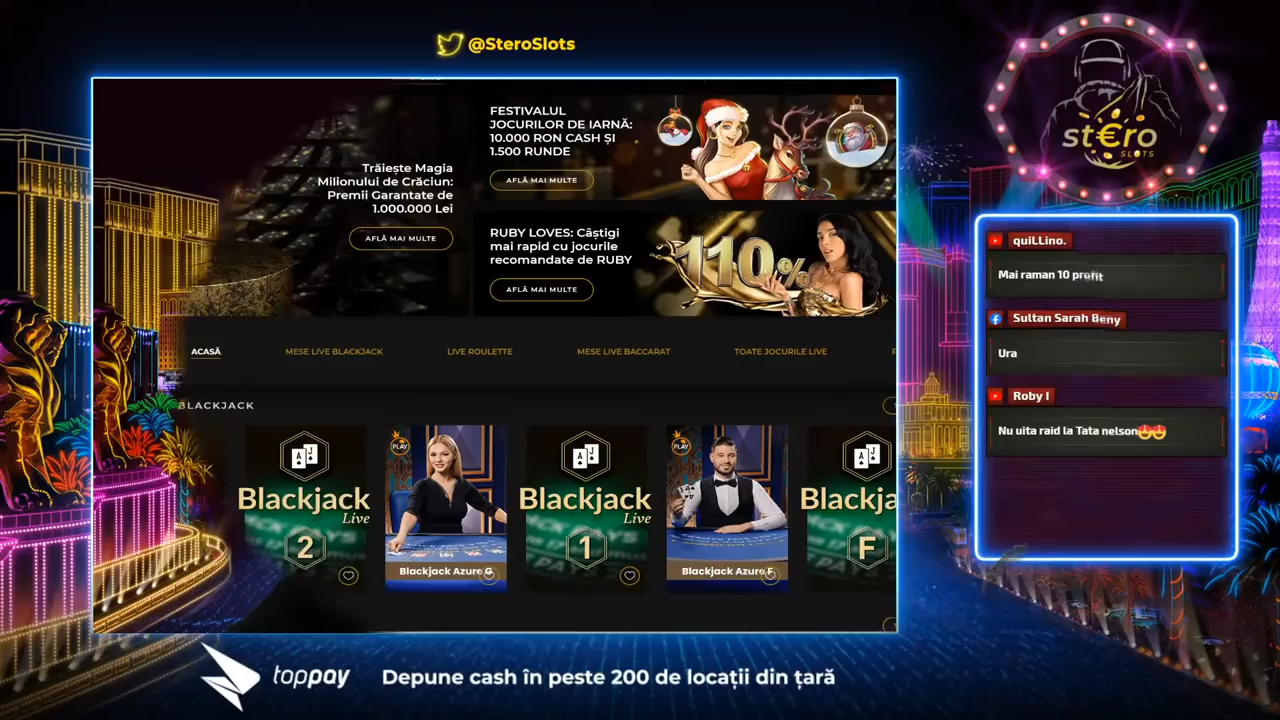 @SteroSlots
FESTIVALUL
JOCURILOR DE IARNĂ:
10.000 RON CASH ȘI
1.500 RUNDE
AFLĂ MAI MULTE
Trăiește Magia
Milionului de Crăciun:
Premii Garantate de
1.000.000 Lei
AFLĂ MAI MULTE
RUBY LOVES: Câștigi
mai rapid cu jocurile
recomandate de RUBY
AFLĂ MAI MULTE
110%
ACASĂ
MESE LIVE BLACKJACK
LIVE ROULETTE
MESE LIVE BACCARAT
TOATE JOCURILE LIVE
BLACKJACK
A J
Blackjack
Live
2
PLAY
Blackjack Azure G
A J
Blackjack
Live
1
PLAY
Blackjack Azure F
A J
Blackja
F
st€ro
SLOTS
quiLLino.
Mai raman 10 profit
Sultan Sarah Beny
Ura
Roby I
Nu uita raid la Tata nelson😍😍
toppay
Depune cash în peste 200 de locații din țară